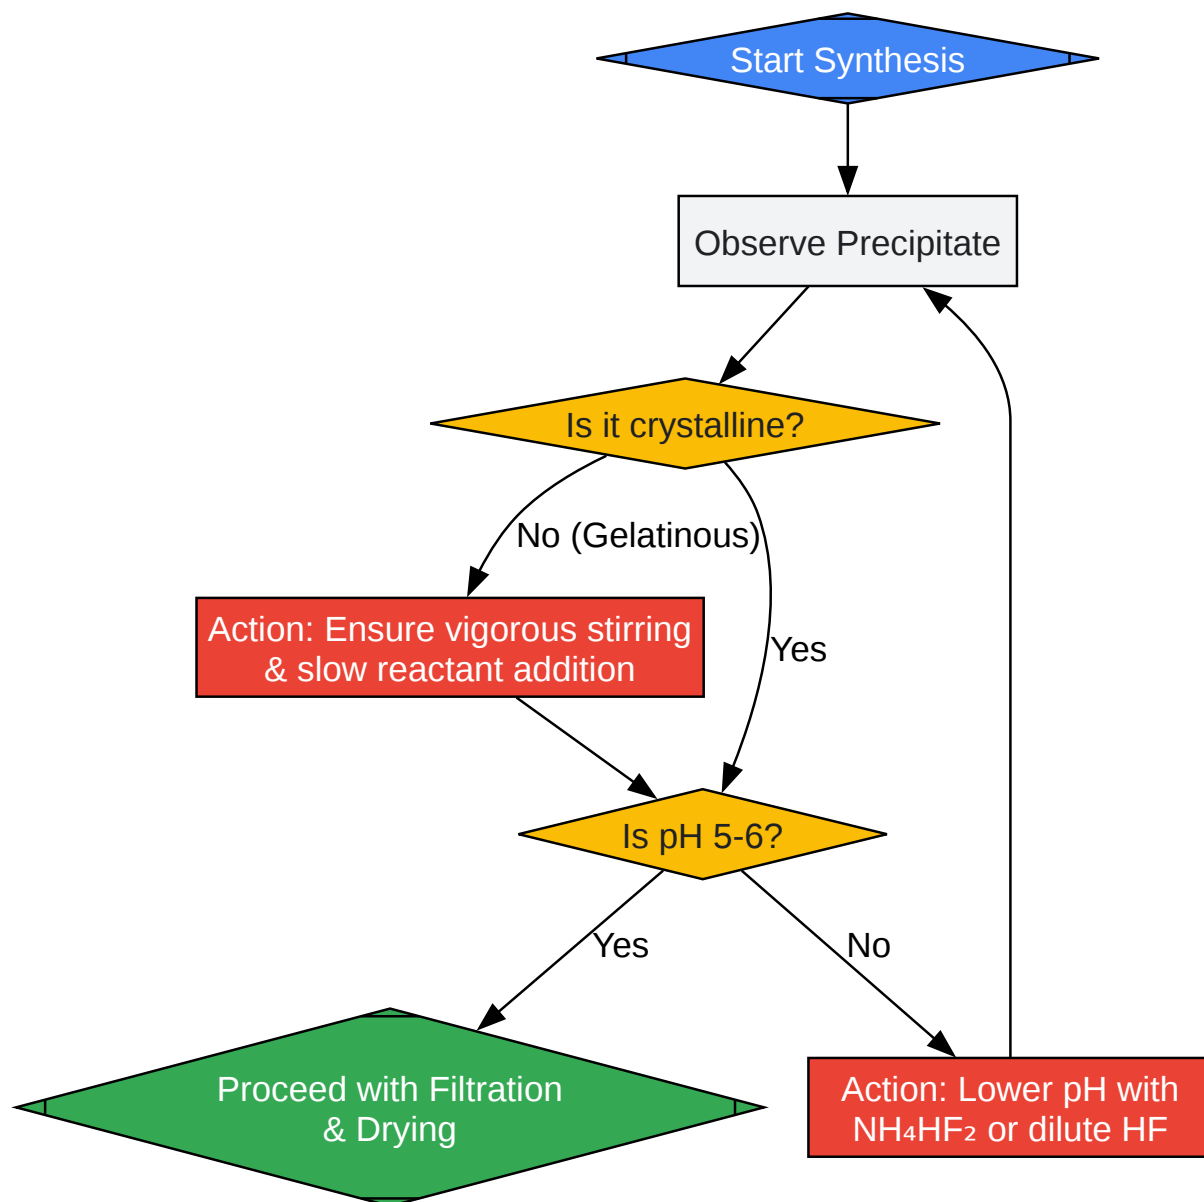 Start Synthesis
Observe Precipitate
Is it crystalline?
No (Gelatinous)
Action: Ensure vigorous stirring
& slow reactant addition
Yes
Is pH 5-6?
Yes
No
Proceed with Filtration
& Drying
Action: Lower pH with
NH₄HF₂ or dilute HF